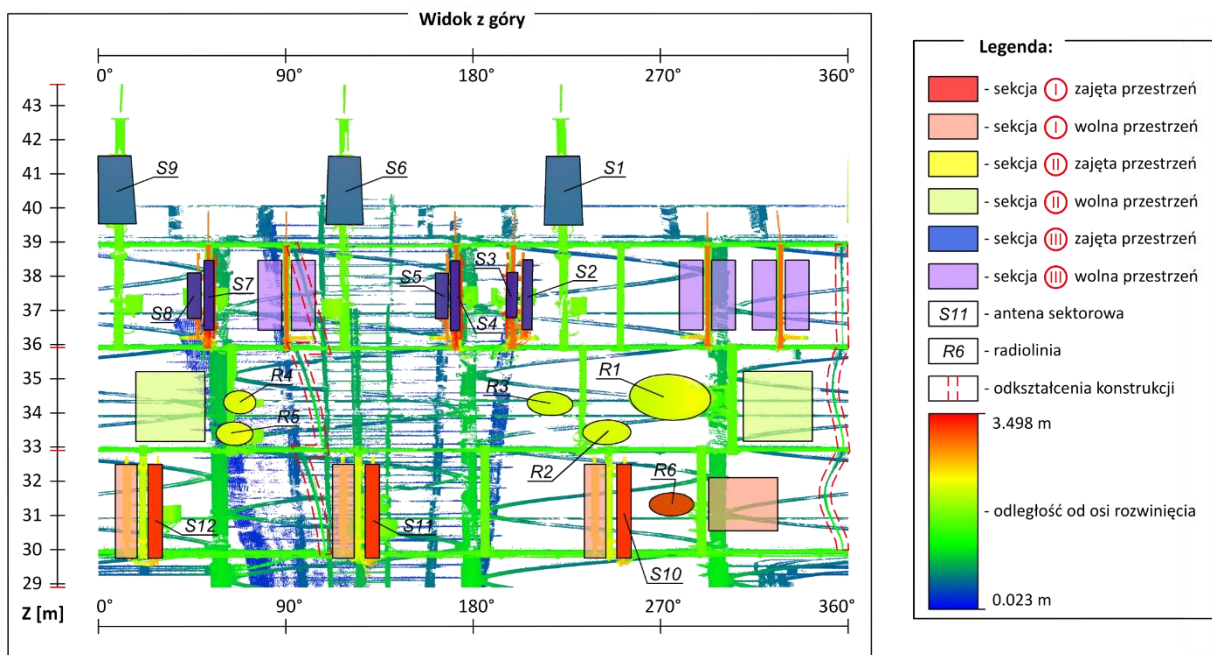 Widok z góry
0° 90° 180° 270° 360°
43
42
41
40
39
38
37
36
35
34
33
32
31
30
29
Z [m]
S9
S6
S1
S8
S7
S5
S4
S3
S2
R4
R5
R3
R1
R2
R6
S12
S11
S10
0° 90° 180° 270° 360°
Legenda:
- sekcja I zajęta przestrzeń
- sekcja I wolna przestrzeń
- sekcja II zajęta przestrzeń
- sekcja II wolna przestrzeń
- sekcja III zajęta przestrzeń
- sekcja III wolna przestrzeń
S11 - antena sektorowa
R6 - radiolinia
- odkształcenia konstrukcji
3.498 m
- odległość od osi rozwinięcia
0.023 m